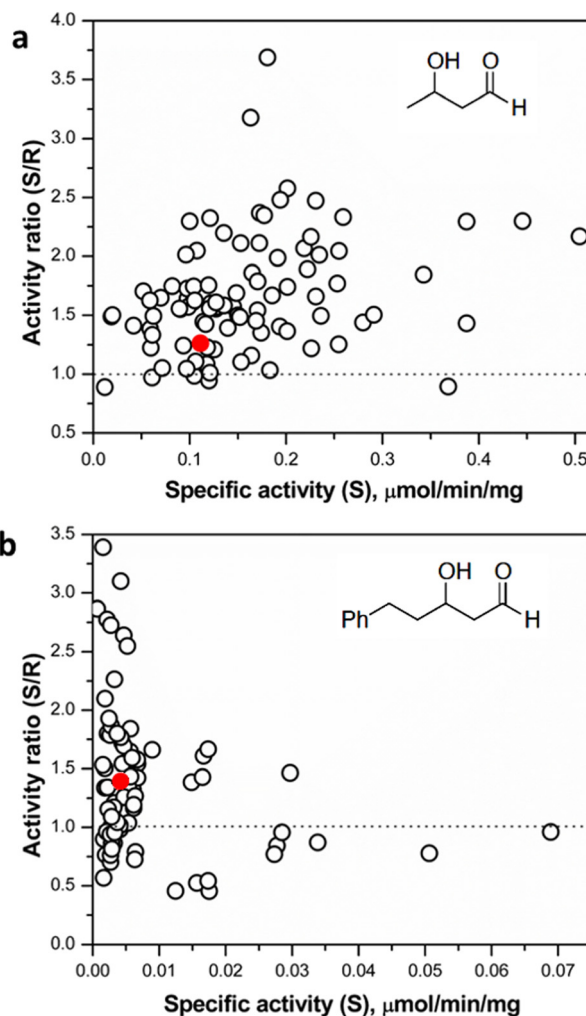 a
4.0
3.5
3.0
2.5
2.0
1.5
1.0
0.5
Activity ratio (S/R)
OH O
H
0.0 0.1 0.2 0.3 0.4 0.5
Specific activity (S), μmol/min/mg
b
3.5
3.0
2.5
2.0
1.5
1.0
0.5
0.0
Activity ratio (S/R)
OH O
Ph H
0.00 0.01 0.02 0.03 0.04 0.05 0.06 0.07
Specific activity (S), μmol/min/mg